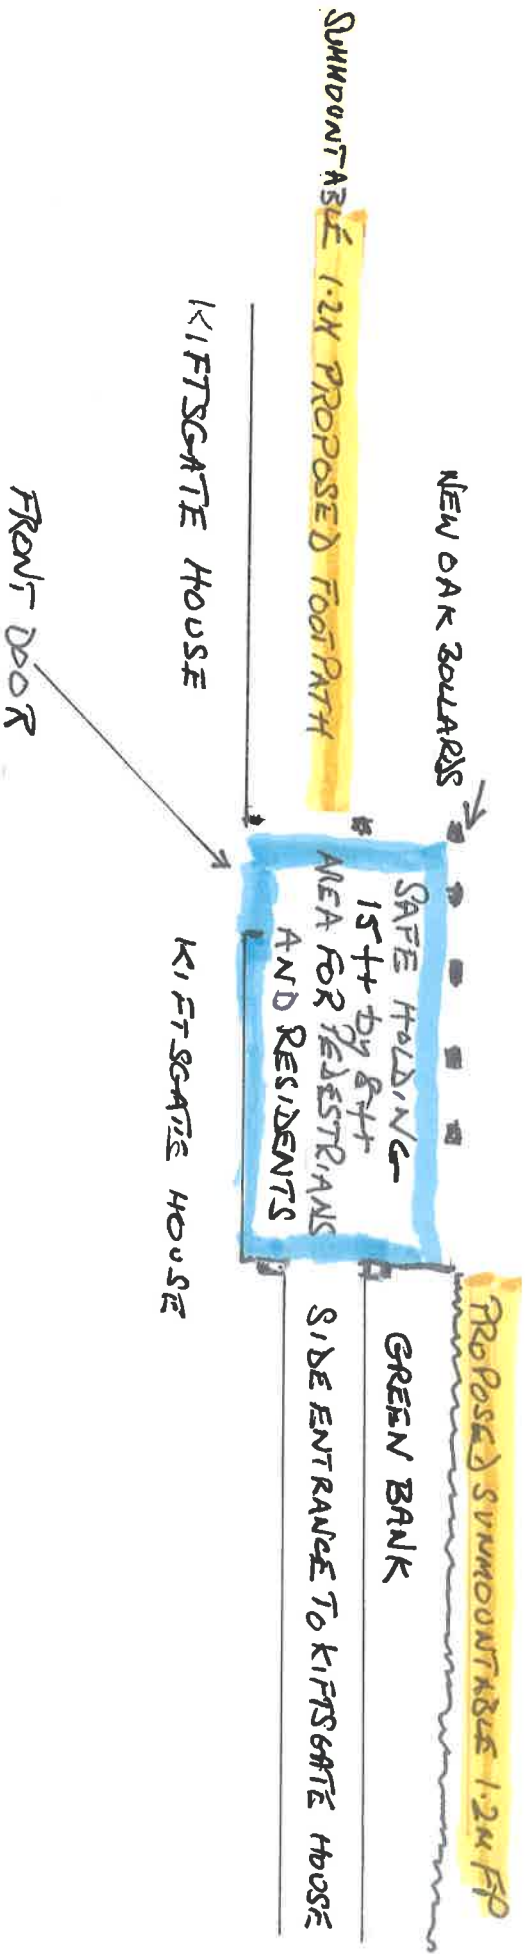 SUMMOUNTABLE 1.2M PROPOSED FOOTPATH
NEW OAK BOLLARDS
KIFTSGATE HOUSE
FRONT DOOR
SAFE HOLDING
15ft by 8ft
AREA FOR PEDESTRIANS
AND RESIDENTS
KIFTSGATE HOUSE
PROPOSED SUNMOUNTABLE 1.2M FP
GREEN BANK
SIDE ENTRANCE TO KIFTSGATE HOUSE